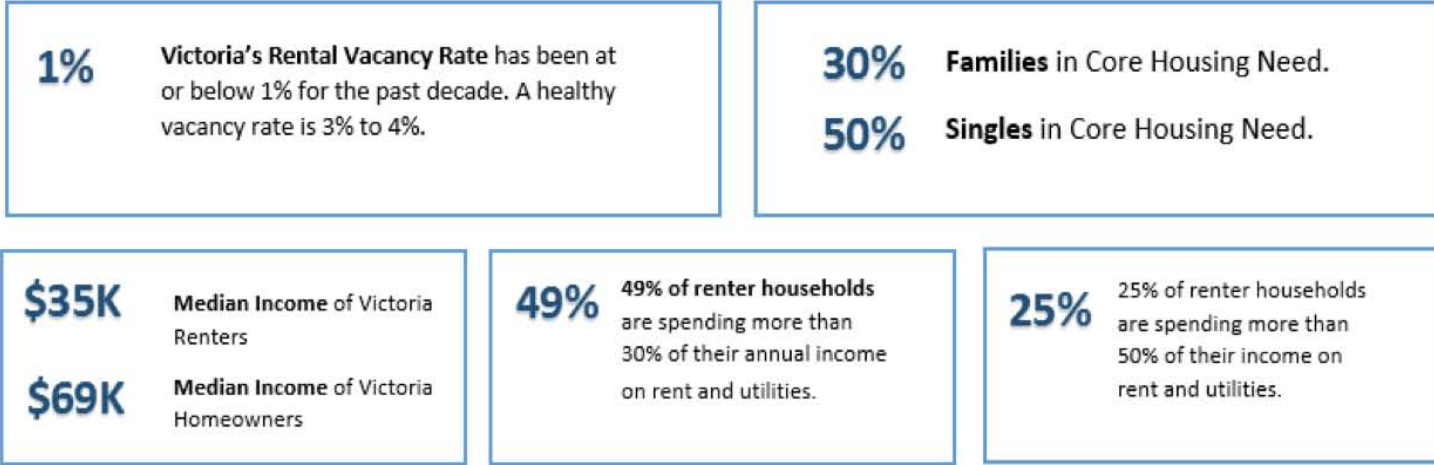 1%
Victoria's Rental Vacancy Rate has been at
or below 1% for the past decade. A healthy
vacancy rate is 3% to 4%.
30% Families in Core Housing Need.
50% Singles in Core Housing Need.
$35K
Median Income of Victoria
Renters
$69K
Median Income of Victoria
Homeowners
49%
49% of renter households
are spending more than
30% of their annual income
on rent and utilities.
25%
25% of renter households
are spending more than
50% of their income on
rent and utilities.